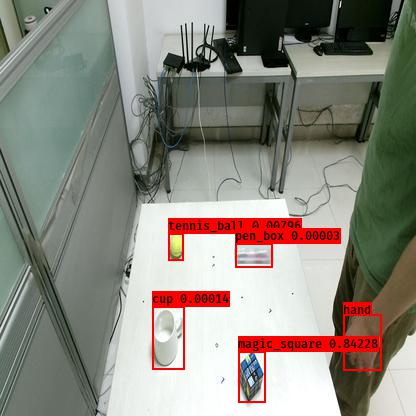 tennis_ball 0.00796
pen_box 0.00003
cup 0.00014
hand
magic_square 0.84228